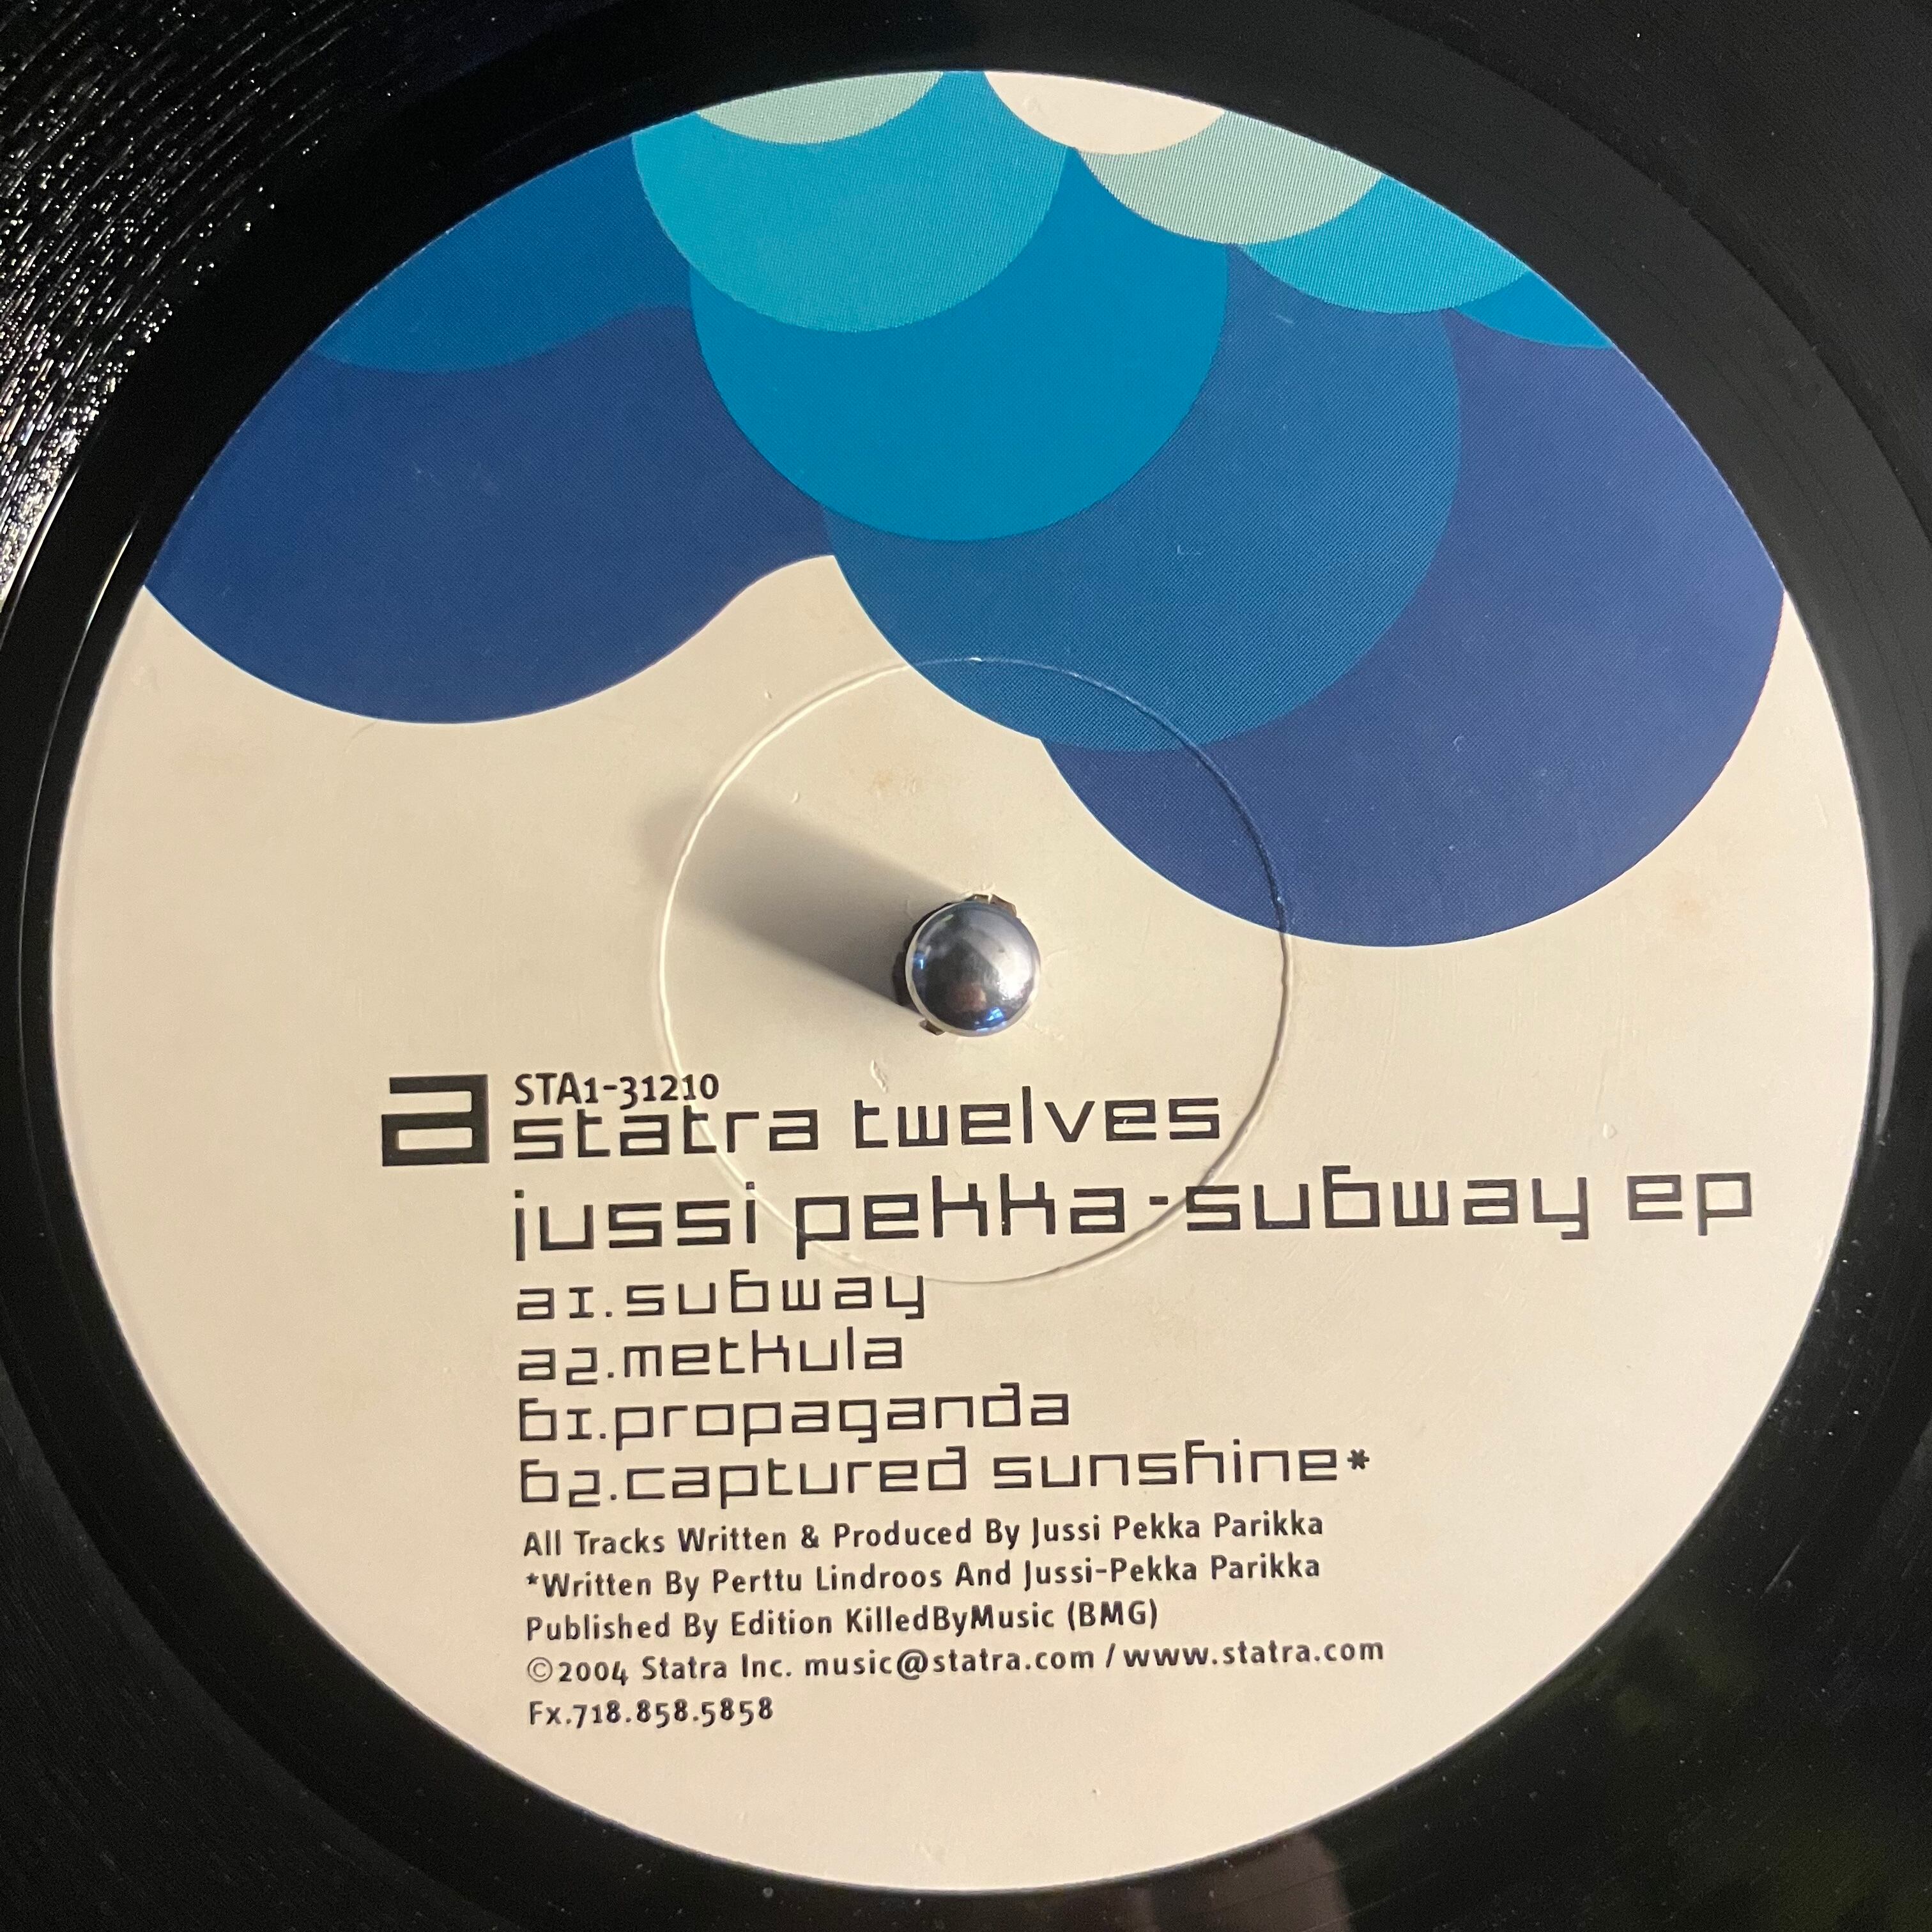 a STA1-31210
statra twelves
jussi pekka-subway ep
a1.subway
a2.metkula
b1.propaganda
b2.captured sunshine*
All Tracks Written & Produced By Jussi Pekka Parikka
*Written By Perttu Lindroos And Jussi-Pekka Parikka
Published By Edition KilledByMusic (BMG)
©2004 Statra Inc. music@statra.com / www.statra.com
Fx.718.858.5858